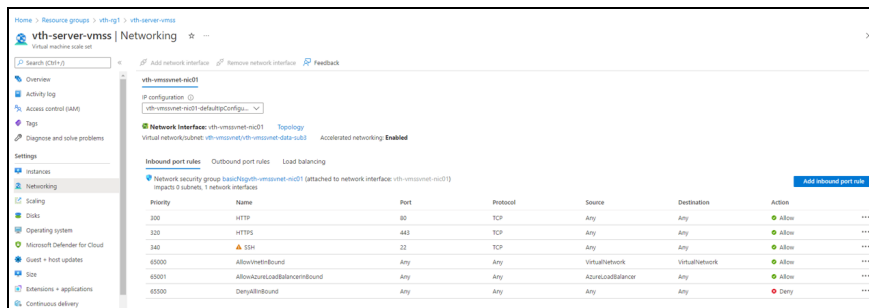 Home > Resource groups > vth-rg1 > vth-server-vmss
vth-server-vmss | Networking ☆ ···
Virtual machine scale set
Search (Ctrl+/) «
Add network interface Remove network interface Feedback
Overview
Activity log
Access control (IAM)
Tags
Diagnose and solve problems
Settings
Instances
Networking
Scaling
Disks
Operating system
Microsoft Defender for Cloud
Guest + host updates
Size
Extensions + applications
Continuous delivery
vth-vmssvnet-nic01
IP configuration
vth-vmssvnet-nic01-defaultIpConfigu...
Network Interface: vth-vmssvnet-nic01 Topology
Virtual network/subnet: vth-vmssvnet/vth-vmssvnet-data-sub3 Accelerated networking: Enabled
Inbound port rules Outbound port rules Load balancing
Network security group basicNsgvth-vmssvnet-nic01 (attached to network interface: vth-vmssvnet-nic01)
Impacts 0 subnets, 1 network interfaces
Add inbound port rule
Priority Name Port Protocol Source Destination Action
300 HTTP 80 TCP Any Any Allow ···
320 HTTPS 443 TCP Any Any Allow ···
340 SSH 22 TCP Any Any Allow ···
65000 AllowVnetInBound Any Any VirtualNetwork VirtualNetwork Allow ···
65001 AllowAzureLoadBalancerInBound Any Any AzureLoadBalancer Any Allow ···
65500 DenyAllInBound Any Any Any Any Deny ···